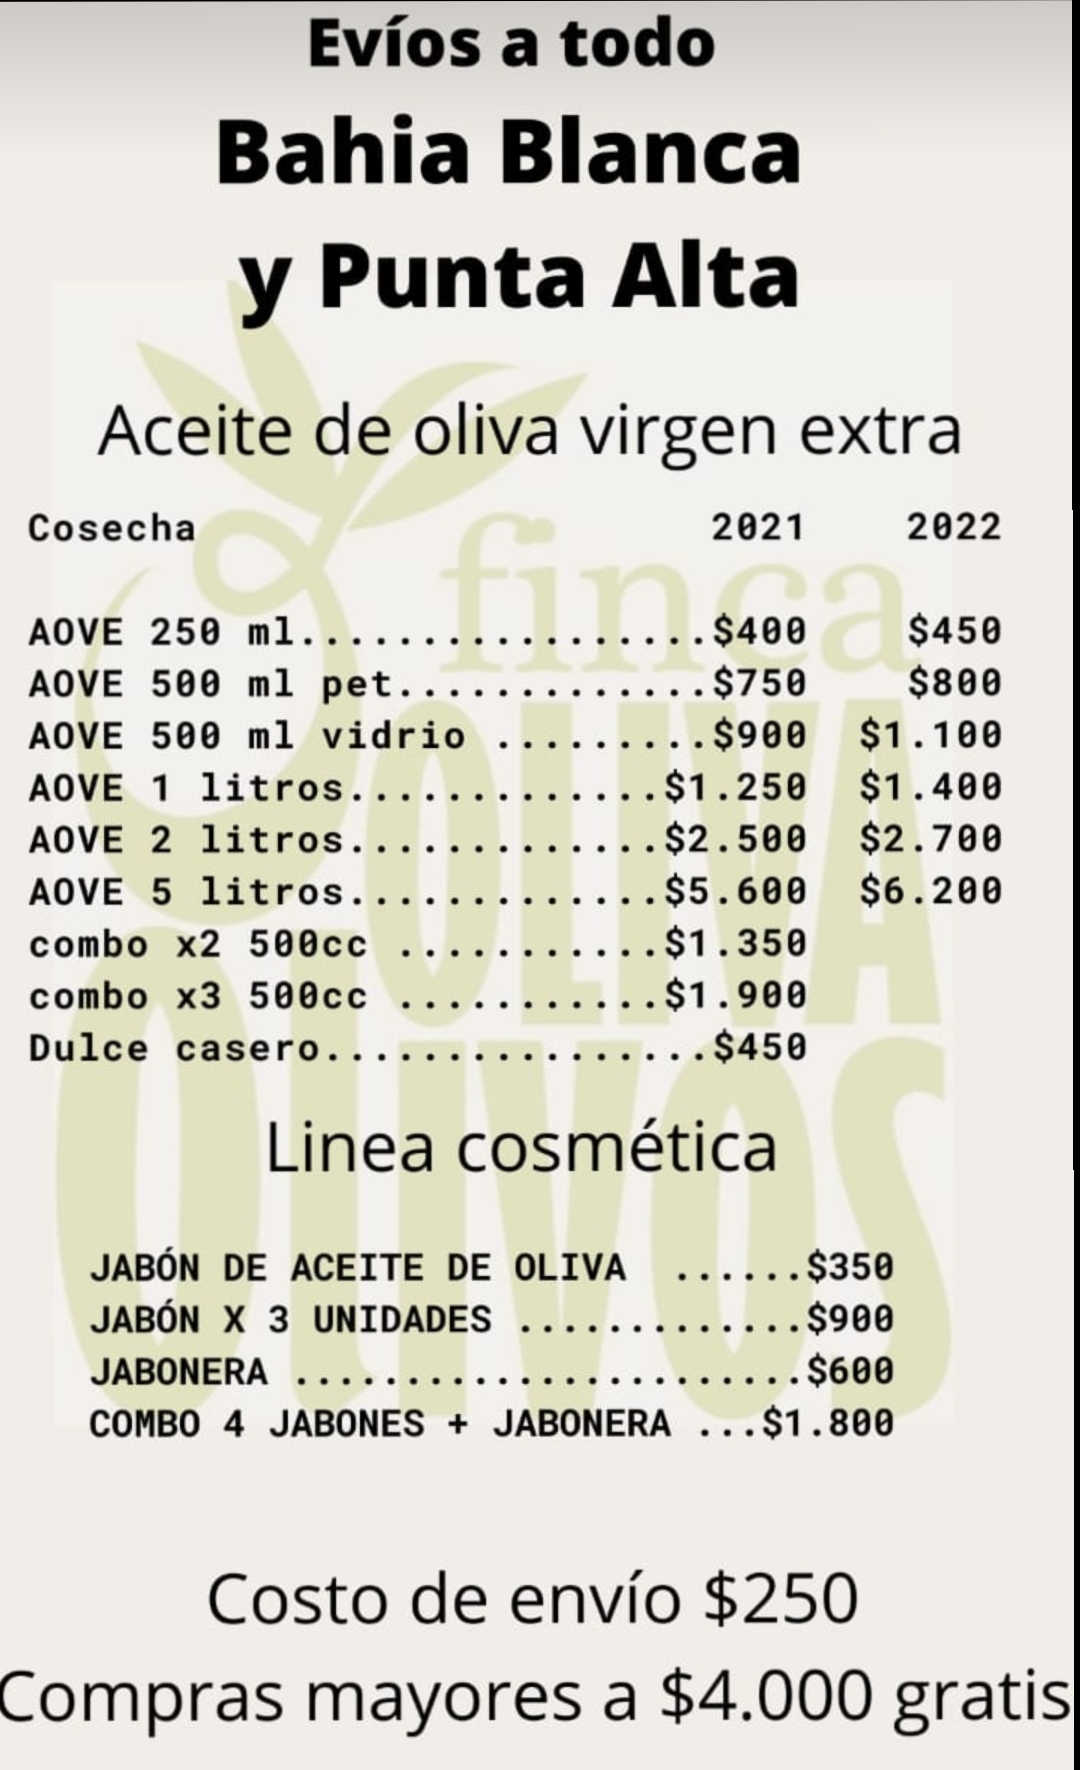 Evíos a todo
Bahia Blanca
y Punta Alta
Aceite de oliva virgen extra
Cosecha 2021 2022
AOVE 250 ml.................$400 $450
AOVE 500 ml pet.............$750 $800
AOVE 500 ml vidrio .........$900 $1.100
AOVE 1 litros.............$1.250 $1.400
AOVE 2 litros.............$2.500 $2.700
AOVE 5 litros.............$5.600 $6.200
combo x2 500cc ...........$1.350
combo x3 500cc ...........$1.900
Dulce casero................$450
finca
OLIVA
OLIVOS
Linea cosmética
JABÓN DE ACEITE DE OLIVA ......$350
JABÓN X 3 UNIDADES .............$900
JABONERA .......................$600
COMBO 4 JABONES + JABONERA ...$1.800
Costo de envío $250
Compras mayores a $4.000 gratis